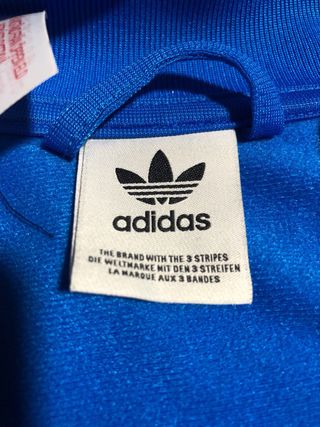 adidas
THE BRAND WITH THE 3 STRIPES
DIE WELTMARKE MIT DEN 3 STREIFEN
LA MARQUE AUX 3 BANDES